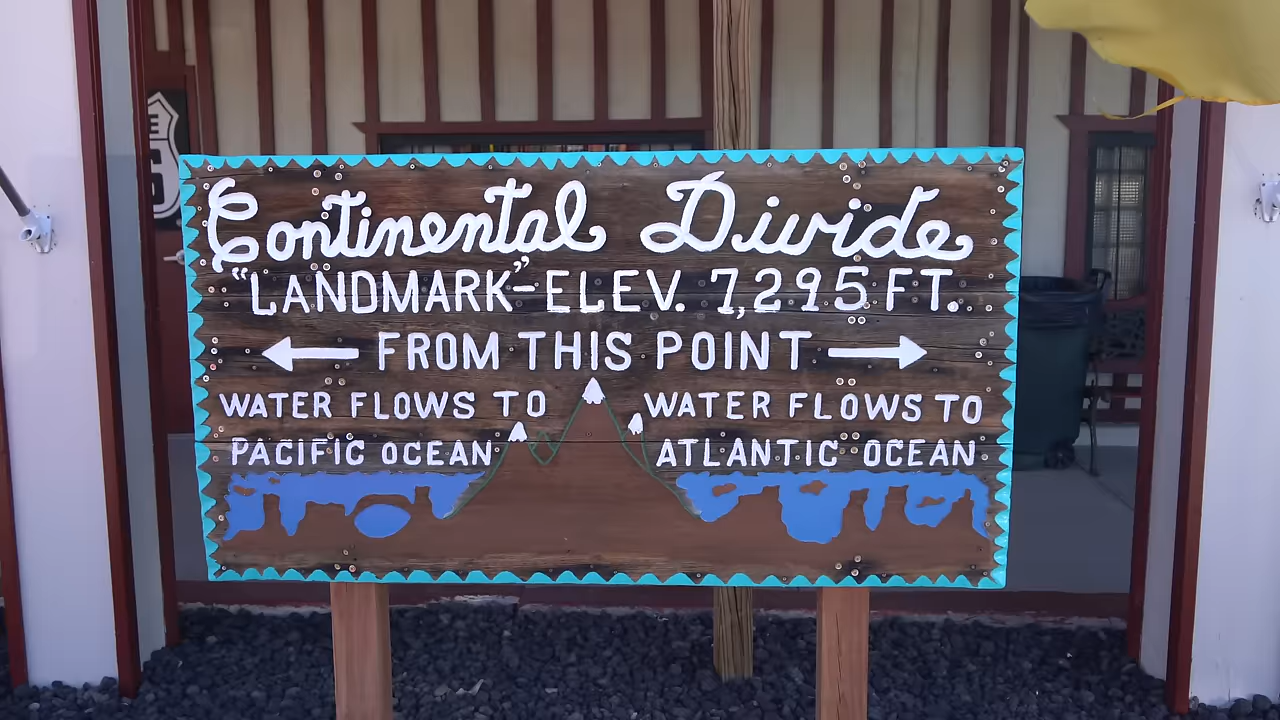 Continental Divide
"LANDMARK"-ELEV. 7,295 FT.
← FROM THIS POINT →
WATER FLOWS TO
PACIFIC OCEAN
WATER FLOWS TO
ATLANTIC OCEAN